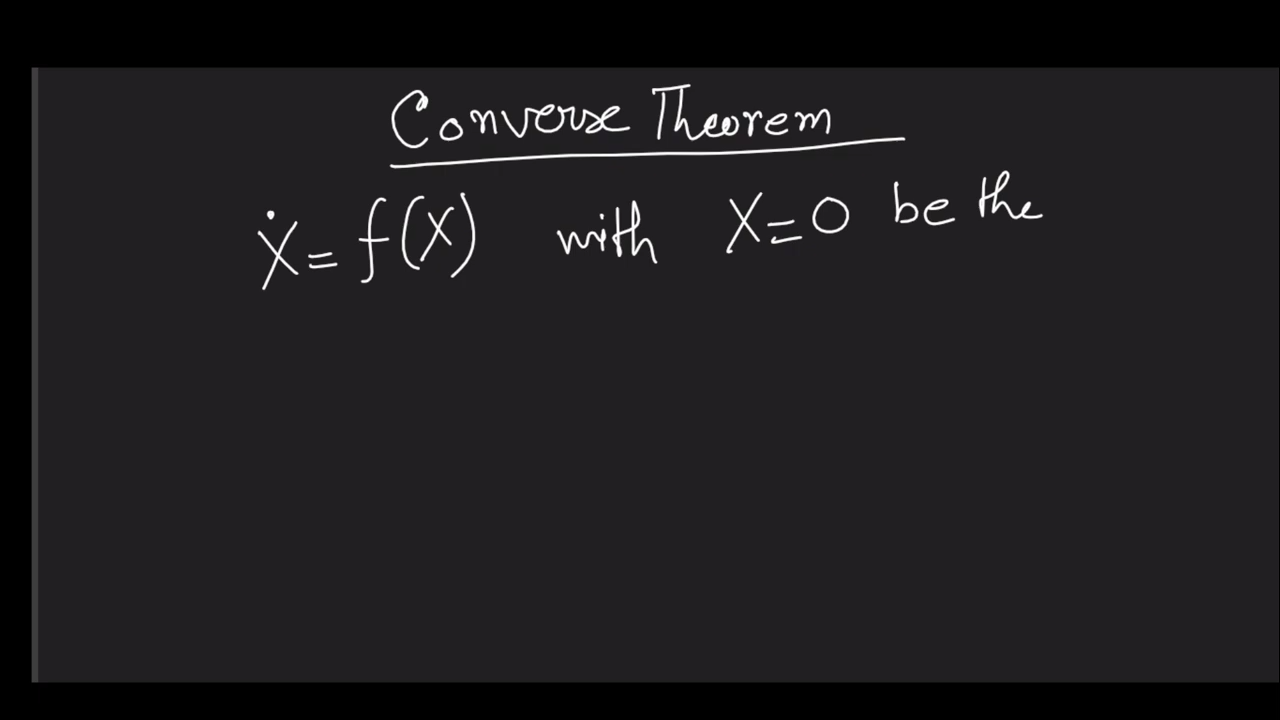 Converse Theorem
Ẋ = f(X) with X = 0 be the